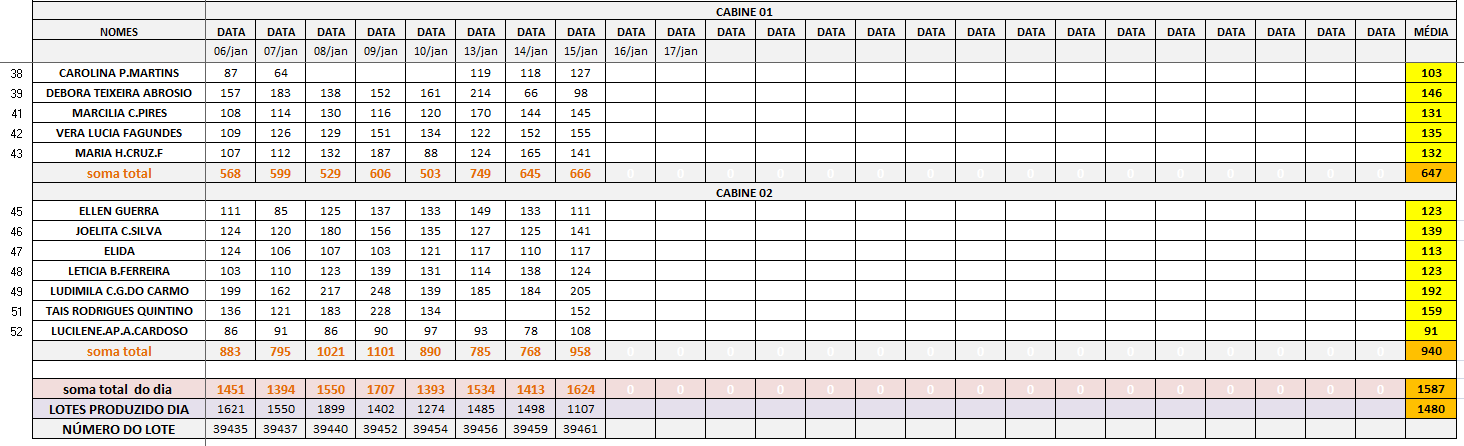 CABINE 01
NOMES DATA DATA DATA DATA DATA DATA DATA DATA DATA DATA DATA DATA DATA DATA DATA DATA DATA DATA DATA DATA DATA DATA DATA DATA MÉDIA
06/jan 07/jan 08/jan 09/jan 10/jan 13/jan 14/jan 15/jan 16/jan 17/jan
38 CAROLINA P.MARTINS 87 64 119 118 127 103
39 DEBORA TEIXEIRA ABROSIO 157 183 138 152 161 214 66 98 146
41 MARCILIA C.PIRES 108 114 130 116 120 170 144 145 131
42 VERA LUCIA FAGUNDES 109 126 129 151 134 122 152 155 135
43 MARIA H.CRUZ.F 107 112 132 187 88 124 165 141 132
soma total 568 599 529 606 503 749 645 666 0 0 0 0 0 0 0 0 0 0 0 0 0 0 0 0 647
CABINE 02
45 ELLEN GUERRA 111 85 125 137 133 149 133 111 123
46 JOELITA C.SILVA 124 120 180 156 135 127 125 141 139
47 ELIDA 124 106 107 103 121 117 110 117 113
48 LETICIA B.FERREIRA 103 110 123 139 131 114 138 124 123
49 LUDIMILA C.G.DO CARMO 199 162 217 248 139 185 184 205 192
51 TAIS RODRIGUES QUINTINO 136 121 183 228 134 152 159
52 LUCILENE.AP.A.CARDOSO 86 91 86 90 97 93 78 108 91
soma total 883 795 1021 1101 890 785 768 958 0 0 0 0 0 0 0 0 0 0 0 0 0 0 0 0 940
soma total do dia 1451 1394 1550 1707 1393 1534 1413 1624 0 0 0 0 0 0 0 0 0 0 0 0 0 0 0 0 1587
LOTES PRODUZIDO DIA 1621 1550 1899 1402 1274 1485 1498 1107 1480
NÚMERO DO LOTE 39435 39437 39440 39452 39454 39456 39459 39461